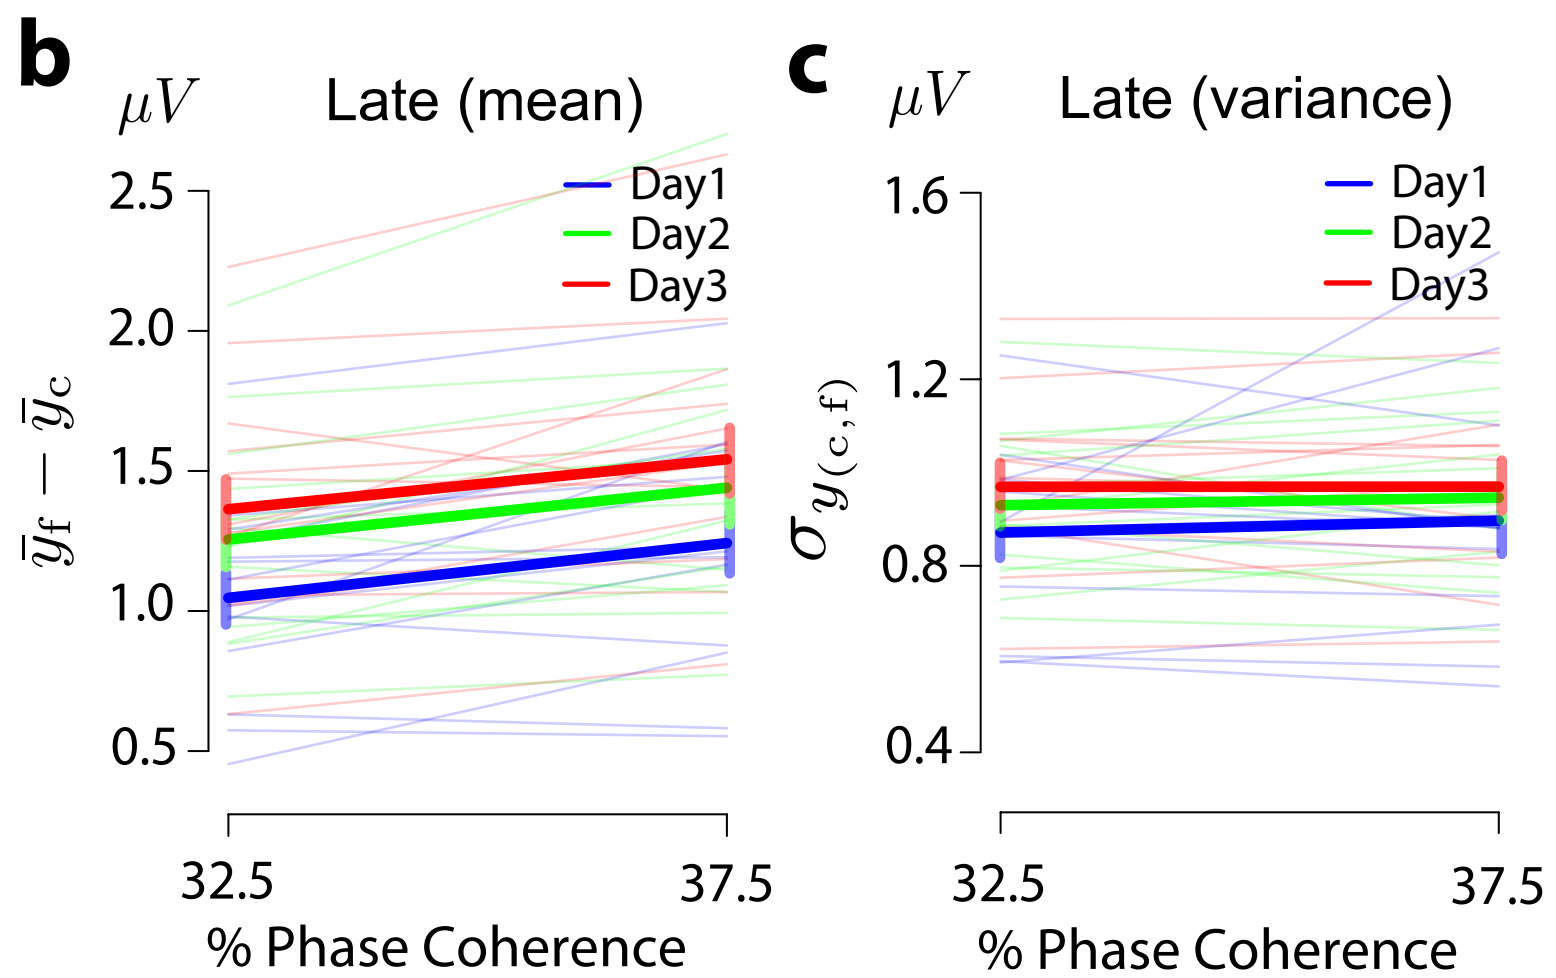 b
μV Late (mean)
Day1
Day2
Day3
2.5
2.0
1.5
1.0
0.5
ȳf − ȳc
32.5 37.5
% Phase Coherence
c
μV Late (variance)
Day1
Day2
Day3
1.6
1.2
0.8
0.4
σy(c,f)
32.5 37.5
% Phase Coherence